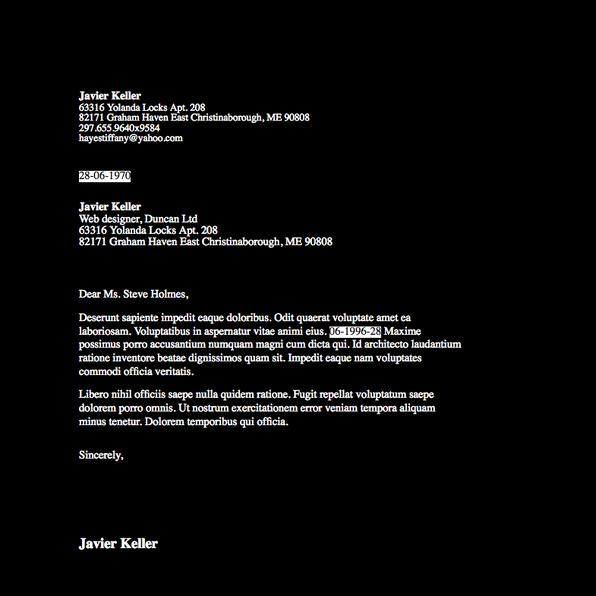 Javier Keller
63316 Yolanda Locks Apt. 208
82171 Graham Haven East Christinaborough, ME 90808
297.655.9640x9584
hayestiffany@yahoo.com
28-06-1970
Javier Keller
Web designer, Duncan Ltd
63316 Yolanda Locks Apt. 208
82171 Graham Haven East Christinaborough, ME 90808
Dear Ms. Steve Holmes,
Deserunt sapiente impedit eaque doloribus. Odit quaerat voluptate amet ea
laboriosam. Voluptatibus in aspernatur vitae animi eius. 06-1996-28 Maxime
possimus porro accusantium numquam magni cum dicta qui. Id architecto laudantium
ratione inventore beatae dignissimos quam sit. Impedit eaque nam voluptates
commodi officia veritatis.
Libero nihil officiis saepe nulla quidem ratione. Fugit repellat voluptatum saepe
dolorem porro omnis. Ut nostrum exercitationem error veniam tempora aliquam
minus tenetur. Dolorem temporibus qui officia.
Sincerely,
Javier Keller